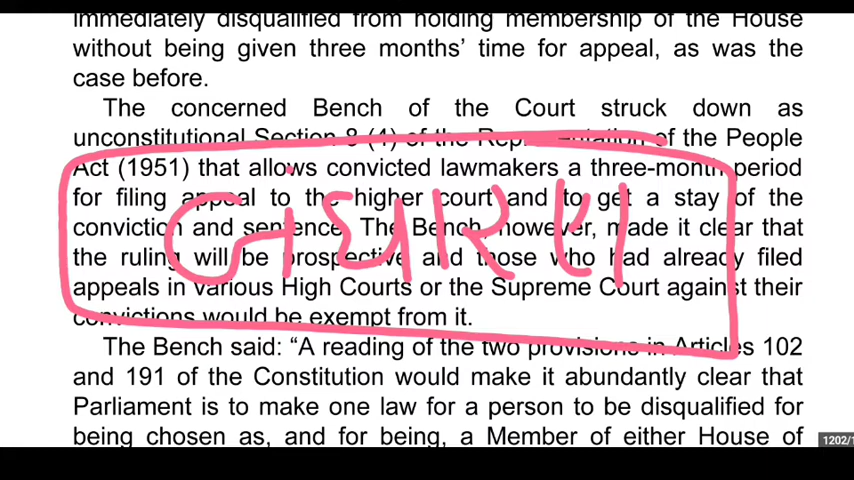 immediately disqualified from holding membership of the House
without being given three months’ time for appeal, as was the
case before.
The concerned Bench of the Court struck down as
unconstitutional Section 8 (4) of the Representation of the People
Act (1951) that allows convicted lawmakers a three-month period
for filing appeal to the higher court and to get a stay of the
conviction and sentence. The Bench, however, made it clear that
the ruling will be prospective and those who had already filed
appeals in various High Courts or the Supreme Court against their
convictions would be exempt from it.
The Bench said: “A reading of the two provisions in Articles 102
and 191 of the Constitution would make it abundantly clear that
Parliament is to make one law for a person to be disqualified for
being chosen as, and for being, a Member of either House of